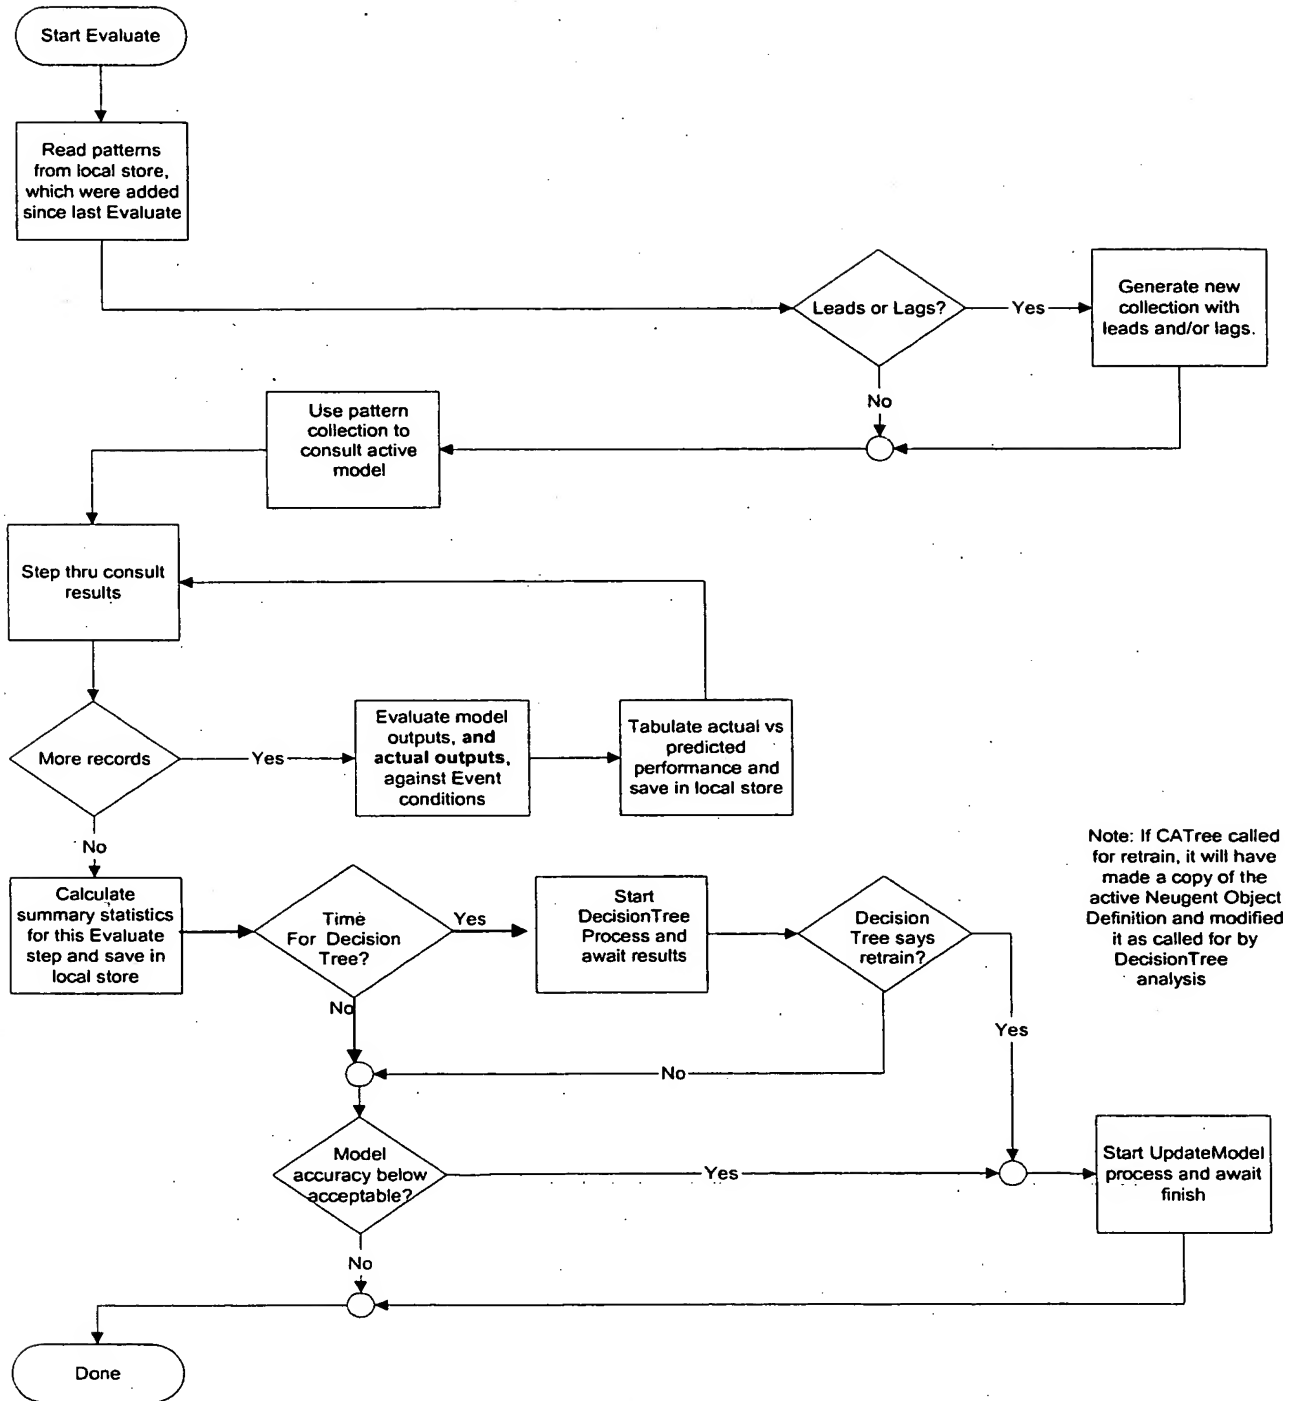 Start Evaluate
Read patterns
from local store,
which were added
since last Evaluate
Leads or Lags?
Yes
Generate new
collection with
leads and/or lags.
No
Use pattern
collection to
consult active
model
Step thru consult
results
More records
Yes
Evaluate model
outputs, and
actual outputs,
against Event
conditions
Tabulate actual vs
predicted
performance and
save in local store
No
Calculate
summary statistics
for this Evaluate
step and save in
local store
Time
For Decision
Tree?
Yes
Start
DecisionTree
Process and
await results
Decision
Tree says
retrain?
Note: If CATree called
for retrain, it will have
made a copy of the
active Neugent Object
Definition and modified
it as called for by
DecisionTree
analysis
No
Yes
No
Model
accuracy below
acceptable?
Yes
Start UpdateModel
process and await
finish
No
Done